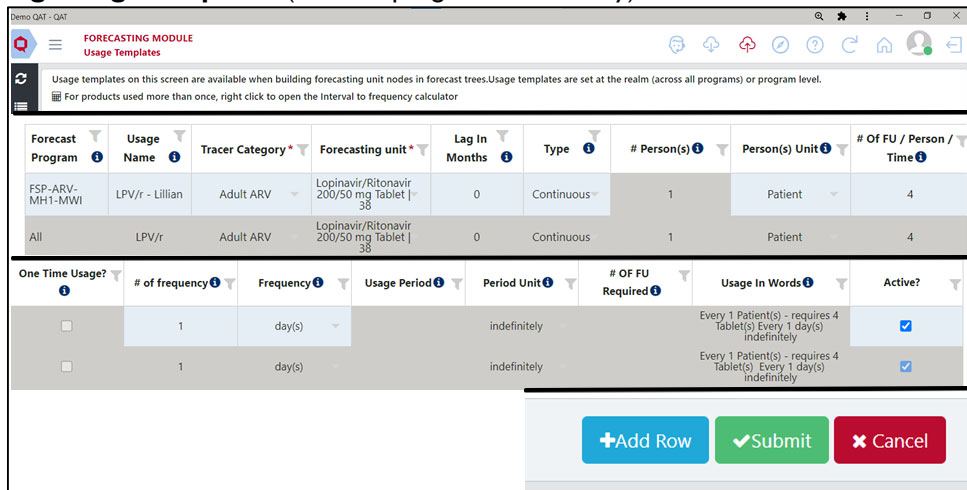 Demo QAT - QAT
FORECASTING MODULE
Usage Templates
Usage templates on this screen are available when building forecasting unit nodes in forecast trees.Usage templates are set at the realm (across all programs) or program level.
For products used more than once, right click to open the Interval to frequency calculator
Forecast Program
Usage Name
Tracer Category *
Forecasting unit *
Lag In Months
Type
# Person(s)
Person(s) Unit
# Of FU / Person / Time
FSP-ARV-MH1-MWI
LPV/r - Lillian
Adult ARV
Lopinavir/Ritonavir
200/50 mg Tablet |
38
0
Continuous
1
Patient
4
All
LPV/r
Adult ARV
Lopinavir/Ritonavir
200/50 mg Tablet |
38
0
Continuous
1
Patient
4
One Time Usage?
# of frequency
Frequency
Usage Period
Period Unit
# OF FU Required
Usage In Words
Active?
1
day(s)
indefinitely
Every 1 Patient(s) - requires 4
Tablet(s) Every 1 day(s)
indefinitely
1
day(s)
indefinitely
Every 1 Patient(s) - requires 4
Tablet(s) Every 1 day(s)
indefinitely
Add Row
Submit
Cancel